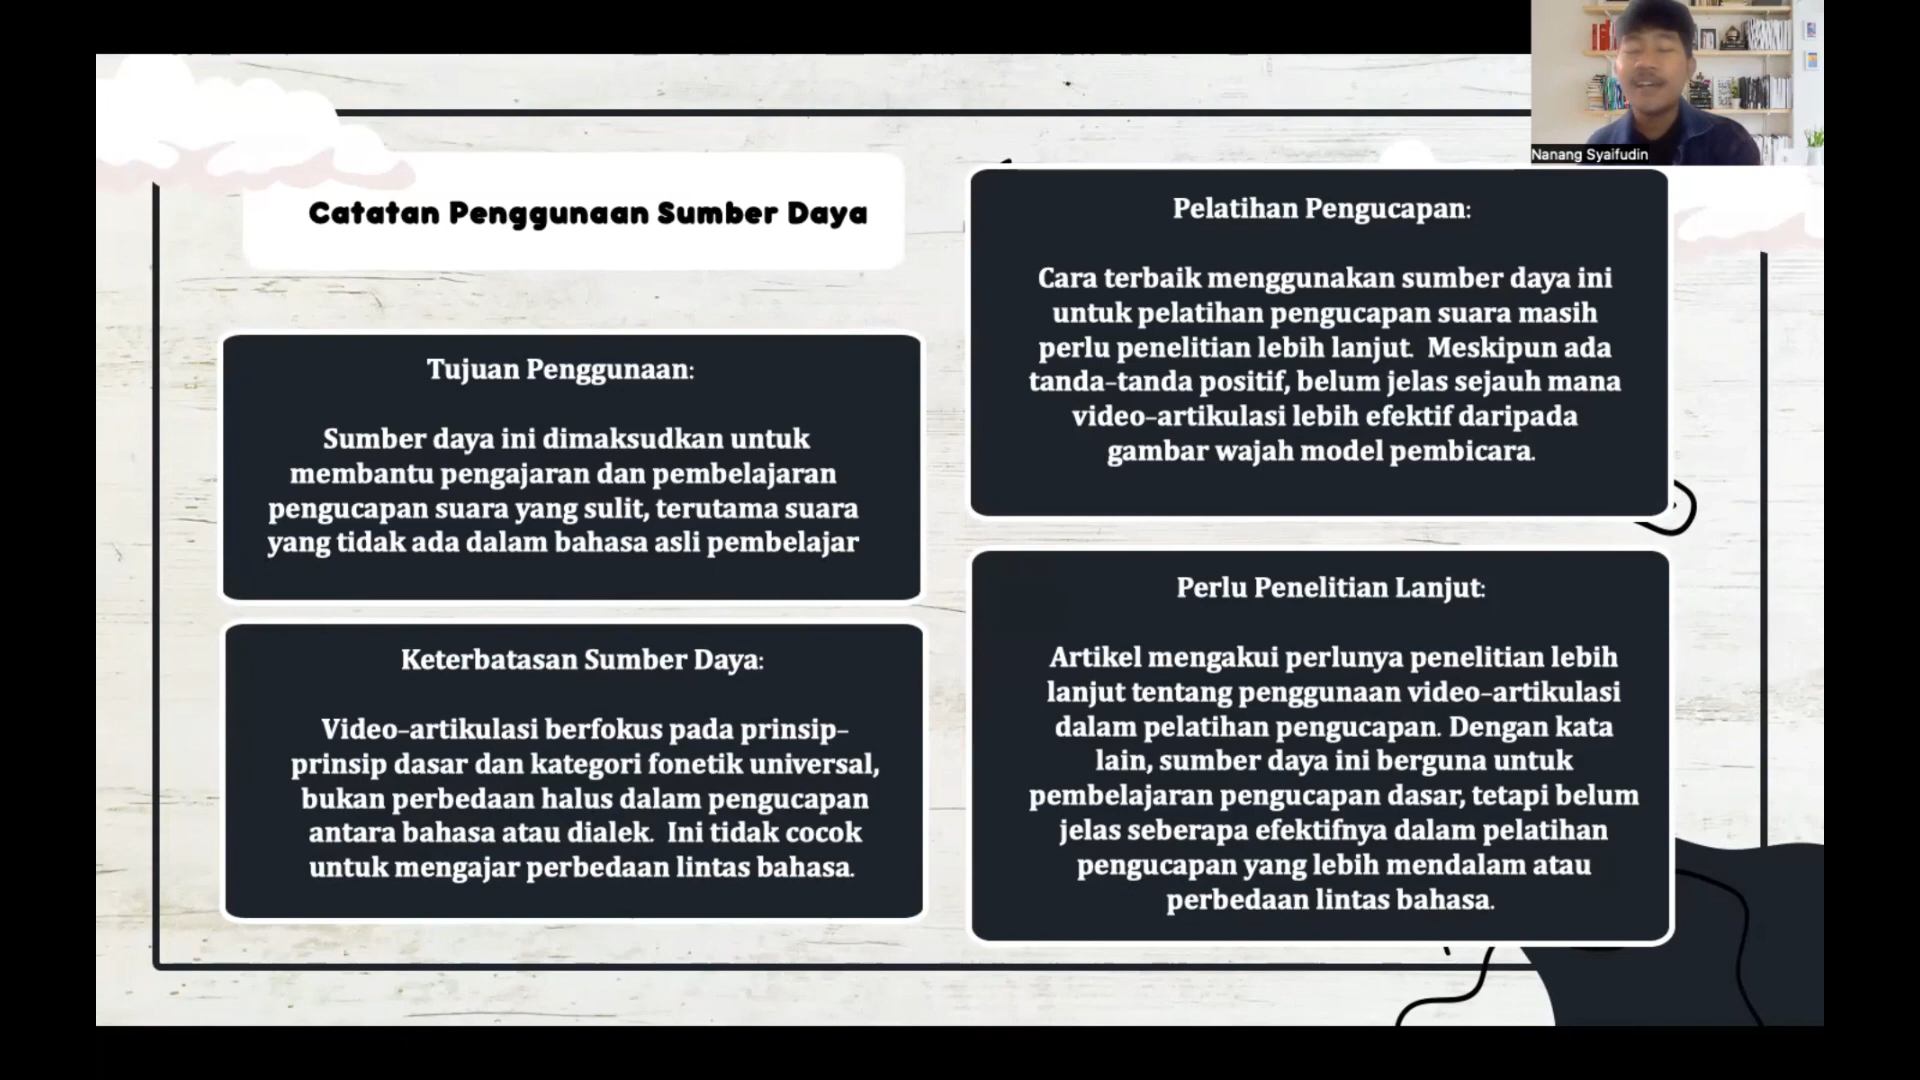 Catatan Penggunaan Sumber Daya
Tujuan Penggunaan:
Sumber daya ini dimaksudkan untuk
membantu pengajaran dan pembelajaran
pengucapan suara yang sulit, terutama suara
yang tidak ada dalam bahasa asli pembelajar
Keterbatasan Sumber Daya:
Video-artikulasi berfokus pada prinsip-
prinsip dasar dan kategori fonetik universal,
bukan perbedaan halus dalam pengucapan
antara bahasa atau dialek. Ini tidak cocok
untuk mengajar perbedaan lintas bahasa.
Pelatihan Pengucapan:
Cara terbaik menggunakan sumber daya ini
untuk pelatihan pengucapan suara masih
perlu penelitian lebih lanjut. Meskipun ada
tanda-tanda positif, belum jelas sejauh mana
video-artikulasi lebih efektif daripada
gambar wajah model pembicara.
Perlu Penelitian Lanjut:
Artikel mengakui perlunya penelitian lebih
lanjut tentang penggunaan video-artikulasi
dalam pelatihan pengucapan. Dengan kata
lain, sumber daya ini berguna untuk
pembelajaran pengucapan dasar, tetapi belum
jelas seberapa efektifnya dalam pelatihan
pengucapan yang lebih mendalam atau
perbedaan lintas bahasa.
Nanang Syaifudin